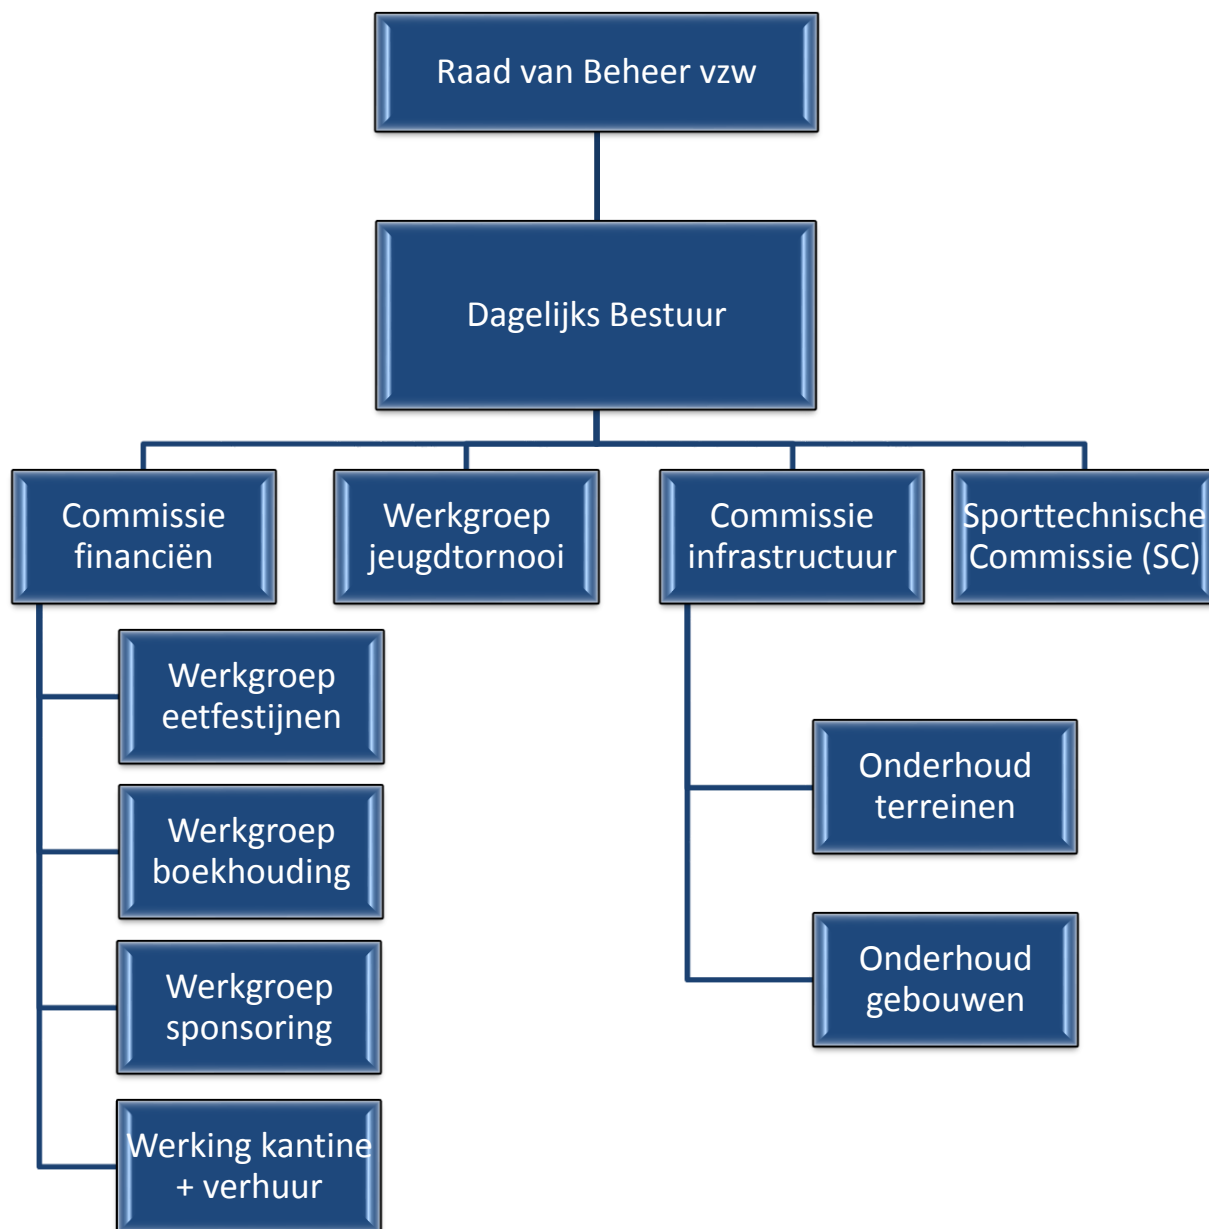 Raad van Beheer vzw
Dagelijks Bestuur
Commissie
financiën
Werkgroep
jeugdtornooi
Commissie
infrastructuur
Sporttechnische
Commissie (SC)
Werkgroep
eetfestijnen
Werkgroep
boekhouding
Werkgroep
sponsoring
Werking kantine
+ verhuur
Onderhoud
terreinen
Onderhoud
gebouwen